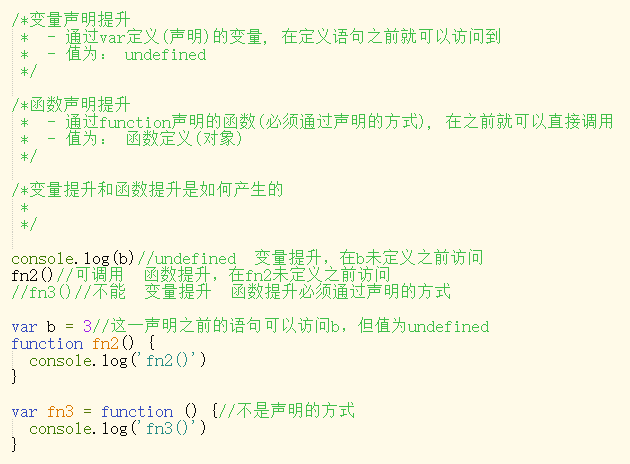 /*变量声明提升
 *  - 通过var定义(声明)的变量, 在定义语句之前就可以访问到
 *  - 值为: undefined
 */
/*函数声明提升
 *  - 通过function声明的函数(必须通过声明的方式), 在之前就可以直接调用
 *  - 值为: 函数定义(对象)
 */
/*变量提升和函数提升是如何产生的
 *
 */
console.log(b)//undefined  变量提升，在b未定义之前访问
fn2()//可调用  函数提升，在fn2未定义之前访问
//fn3()//不能  变量提升  函数提升必须通过声明的方式
var b = 3//这一声明之前的语句可以访问b，但值为undefined
function fn2() {
  console.log('fn2()')
}
var fn3 = function () {//不是声明的方式
  console.log('fn3()')
}